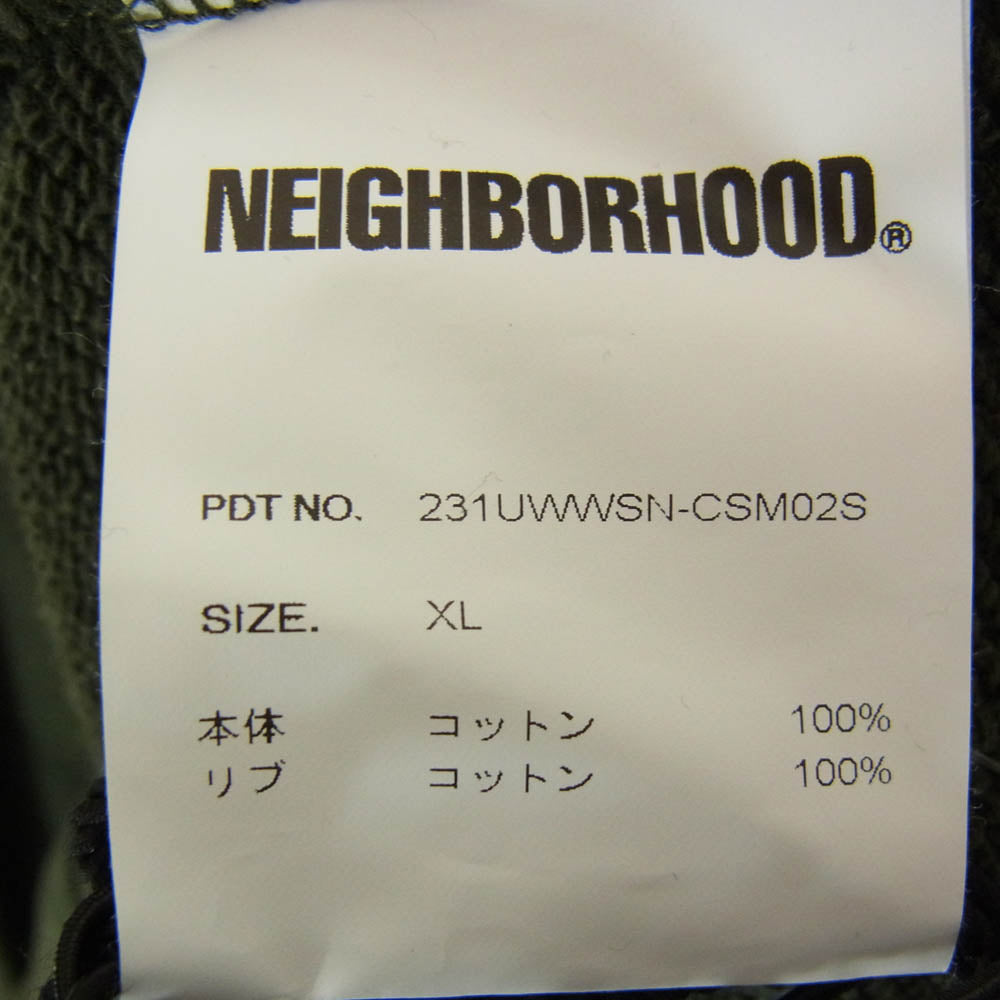 NEIGHBORHOOD®
PDT NO. 231UWWSN-CSM02S
SIZE. XL
本体 コットン 100%
リブ コットン 100%